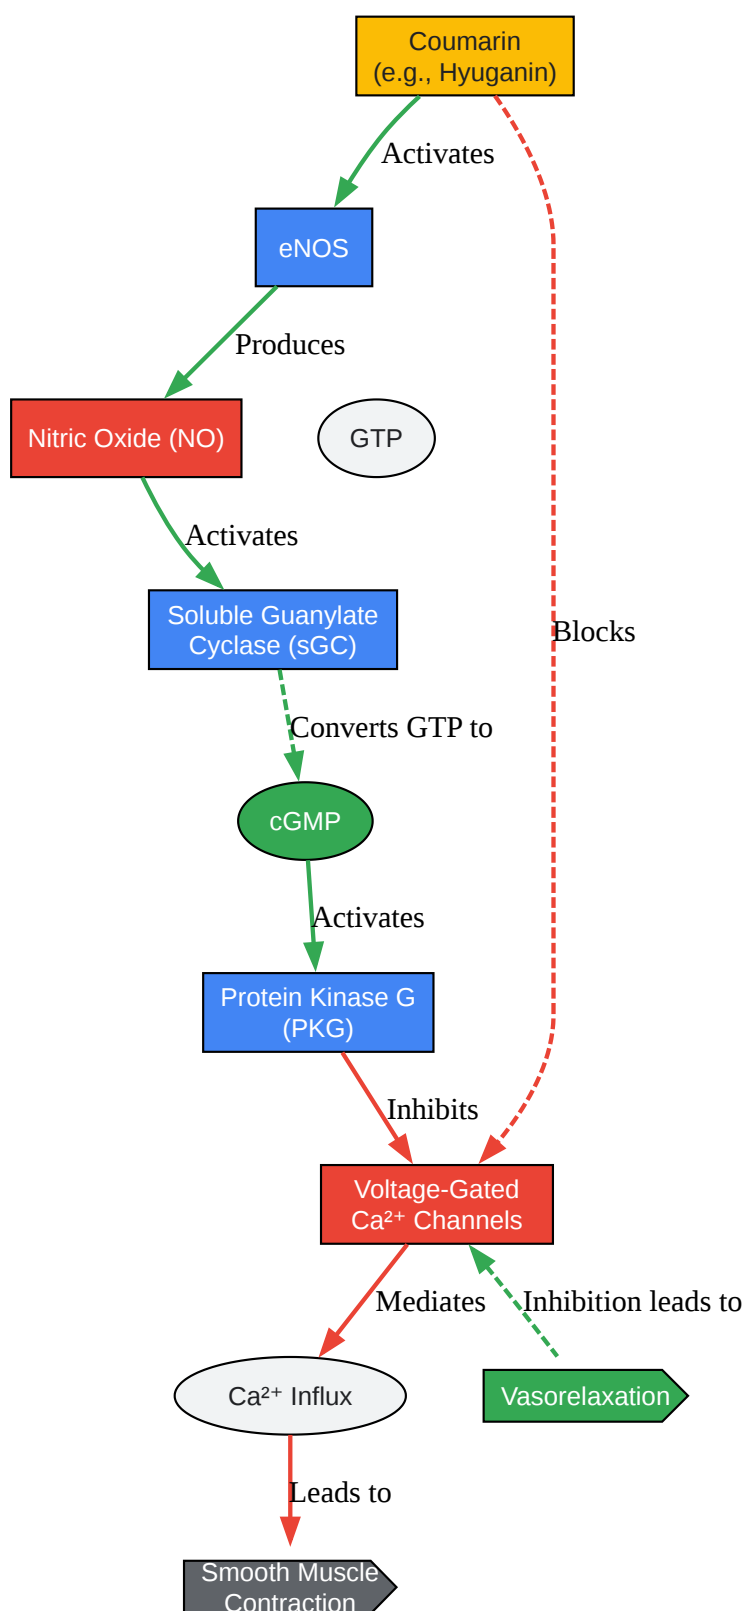 Coumarin
(e.g., Hyuganin)
Activates
eNOS
Produces
Nitric Oxide (NO)
GTP
Activates
Soluble Guanylate
Cyclase (sGC)
Blocks
Converts GTP to
cGMP
Activates
Protein Kinase G
(PKG)
Inhibits
Voltage-Gated
Ca²⁺ Channels
Mediates
Inhibition leads to
Ca²⁺ Influx
Vasorelaxation
Leads to
Smooth Muscle
Contraction